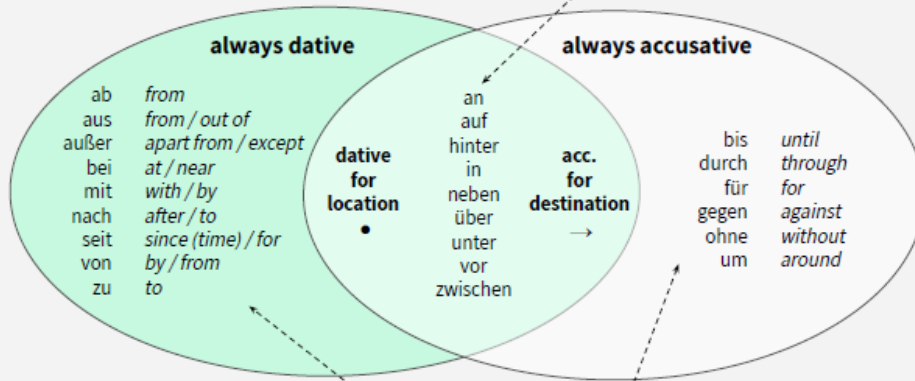 always dative
ab from
aus from / out of
außer apart from / except
bei at / near
mit with / by
nach after / to
seit since (time) / for
von by / from
zu to
dative
for
location
•
an
auf
hinter
in
neben
über
unter
vor
zwischen
acc.
for
destination
→
always accusative
bis until
durch through
für for
gegen against
ohne without
um around